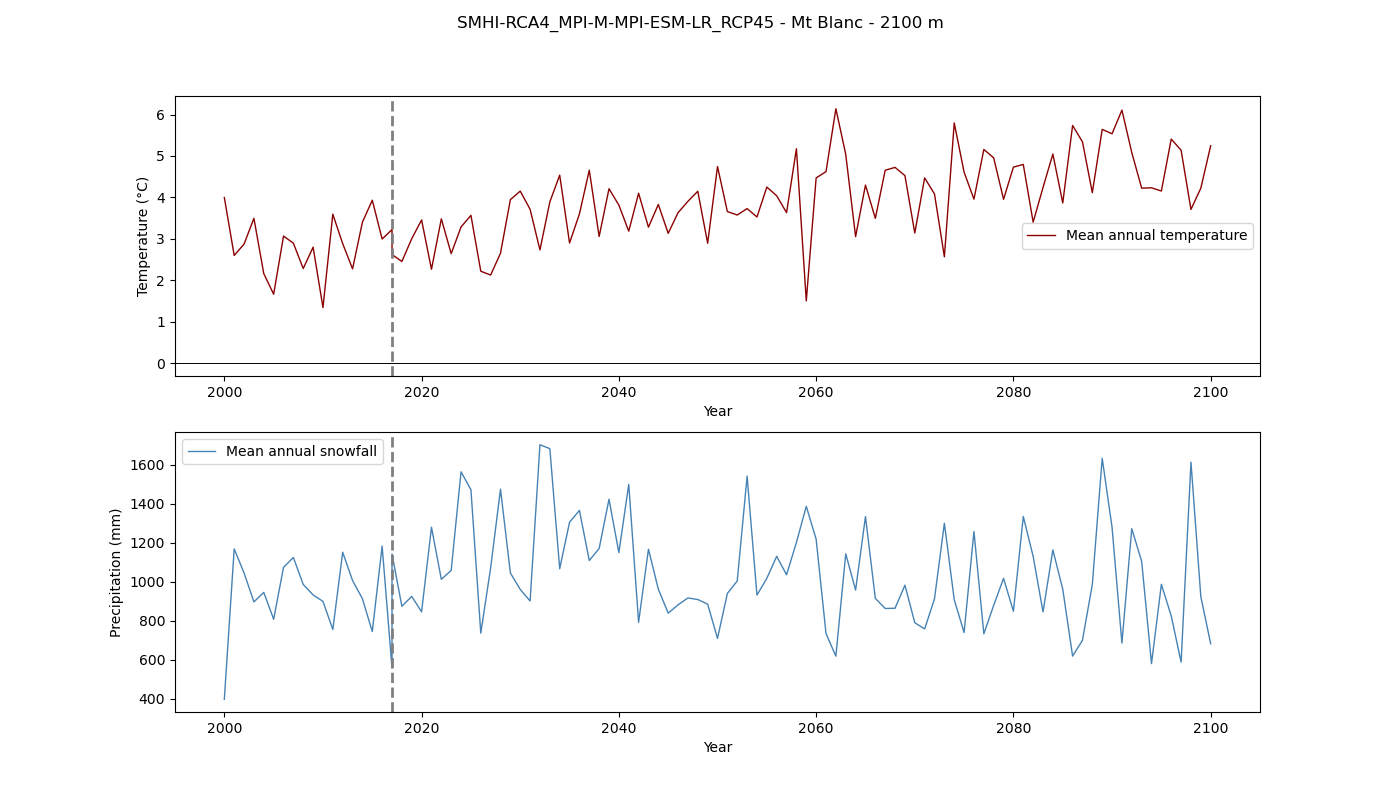 SMHI-RCA4_MPI-M-MPI-ESM-LR_RCP45 - Mt Blanc - 2100 m
Temperature (°C)
6
5
4
3
2
1
0
Mean annual temperature
2000 2020 2040 2060 2080 2100
Year
Precipitation (mm)
Mean annual snowfall
1600
1400
1200
1000
800
600
400
2000 2020 2040 2060 2080 2100
Year